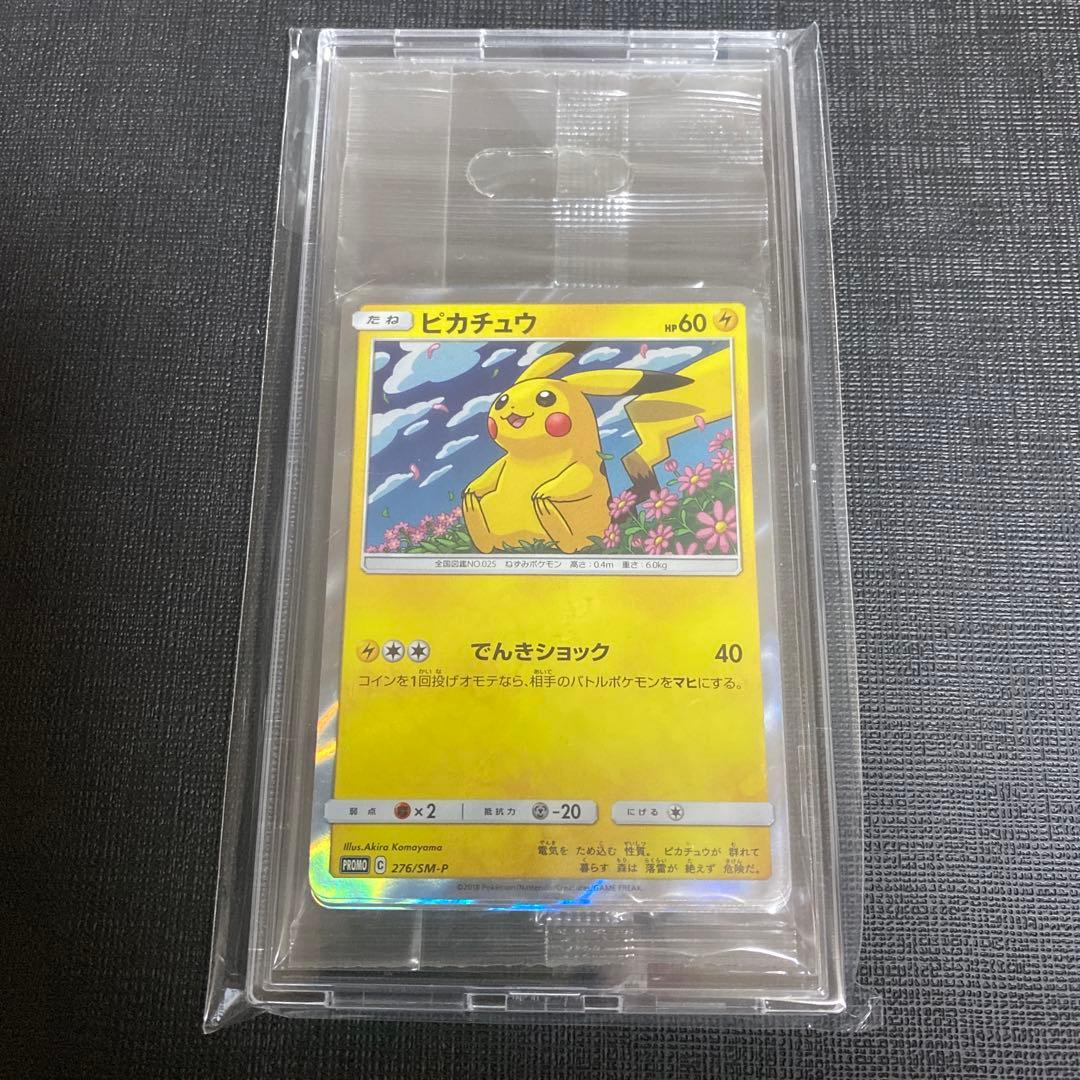 たね ピカチュウ HP60
全国図鑑NO.025 ねずみポケモン 高さ:0.4m 重さ:6.0kg
でんきショック 40
コインを1回投げオモテなら、相手のバトルポケモンをマヒにする。
弱点 ×2 抵抗力 -20 にげる
Illus.Akira Komayama
電気を ため込む 性質。 ピカチュウが 群れて
暮らす 森は 落雷が 絶えず 危険だ。
PROMO C 276/SM-P
©2018 Pokémon/Nintendo/Creatures/GAME FREAK.